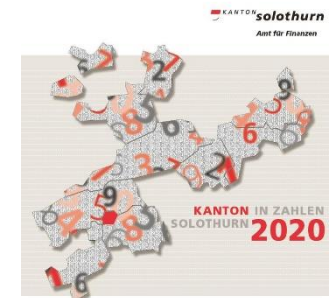 KANTON solothurn
Amt für Finanzen
KANTON IN ZAHLEN
SOLOTHURN 2020